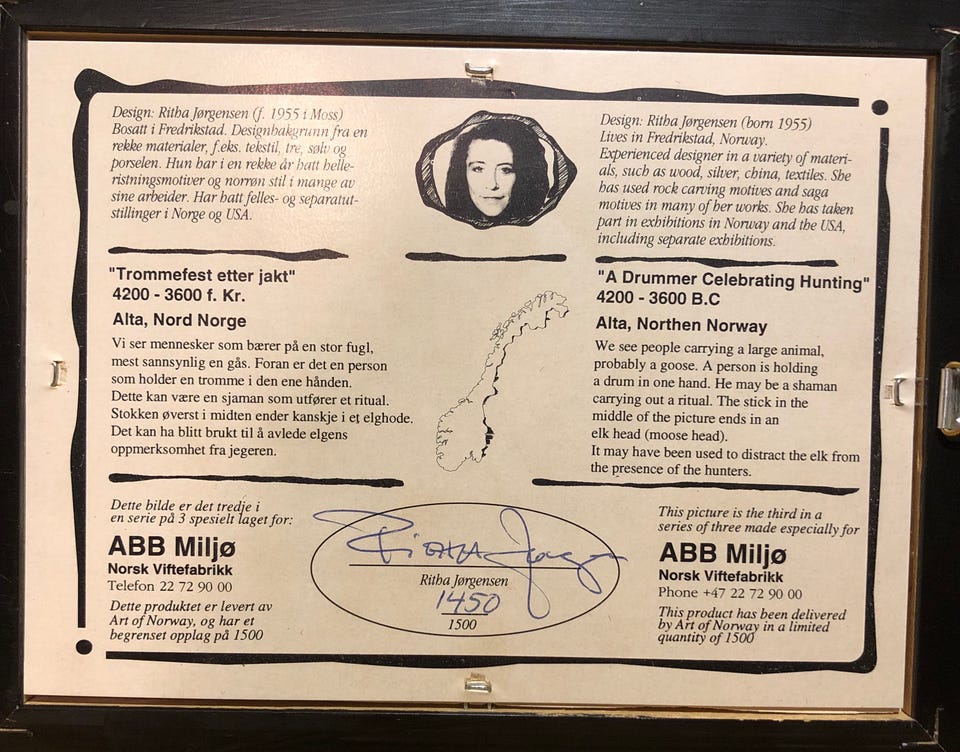 Design: Ritha Jørgensen (f. 1955 i Moss)
Bosatt i Fredrikstad. Designbakgrunn fra en
rekke materialer, f.eks. tekstil, tre, sølv og
porselen. Hun har i en rekke år hatt helle-
ristningsmotiver og norrøn stil i mange av
sine arbeider. Har hatt felles- og separatut-
stillinger i Norge og USA.
"Trommefest etter jakt"
4200 - 3600 f. Kr.
Alta, Nord Norge
Vi ser mennesker som bærer på en stor fugl,
mest sannsynlig en gås. Foran er det en person
som holder en tromme i den ene hånden.
Dette kan være en sjaman som utfører et ritual.
Stokken øverst i midten ender kanskje i et elghode.
Det kan ha blitt brukt til å avlede elgens
oppmerksomhet fra jegeren.
Dette bilde er det tredje i
en serie på 3 spesielt laget for:
ABB Miljø
Norsk Viftefabrikk
Telefon 22 72 90 00
Dette produktet er levert av
Art of Norway, og har et
begrenset opplag på 1500
Ritha Jørgensen
Ritha Jørgensen
1450
1500
Design: Ritha Jørgensen (born 1955)
Lives in Fredrikstad, Norway.
Experienced designer in a variety of materi-
als, such as wood, silver, china, textiles. She
has used rock carving motives and saga
motives in many of her works. She has taken
part in exhibitions in Norway and the USA,
including separate exhibitions.
"A Drummer Celebrating Hunting"
4200 - 3600 B.C
Alta, Northen Norway
We see people carrying a large animal,
probably a goose. A person is holding
a drum in one hand. He may be a shaman
carrying out a ritual. The stick in the
middle of the picture ends in an
elk head (moose head).
It may have been used to distract the elk from
the presence of the hunters.
This picture is the third in a
series of three made especially for
ABB Miljø
Norsk Viftefabrikk
Phone +47 22 72 90 00
This product has been delivered
by Art of Norway in a limited
quantity of 1500